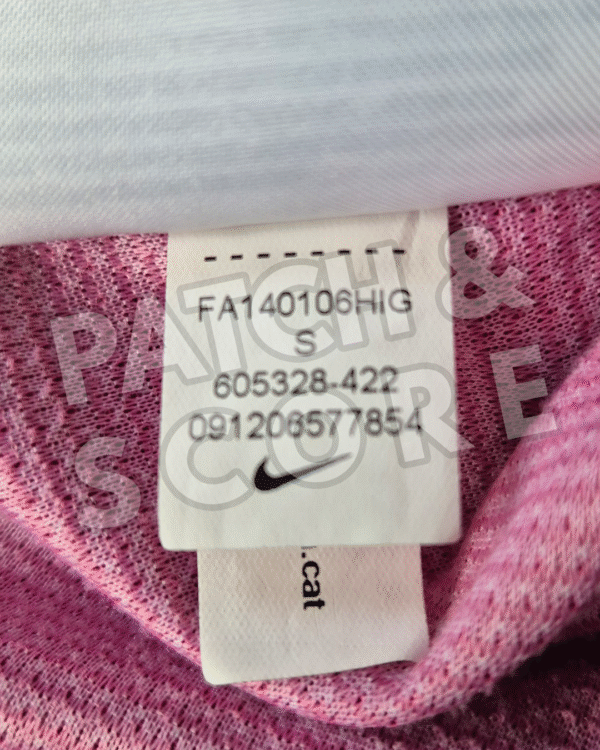 FA140106HIG
S
605328-422
091206577854
.cat
PATCH &
SCORE